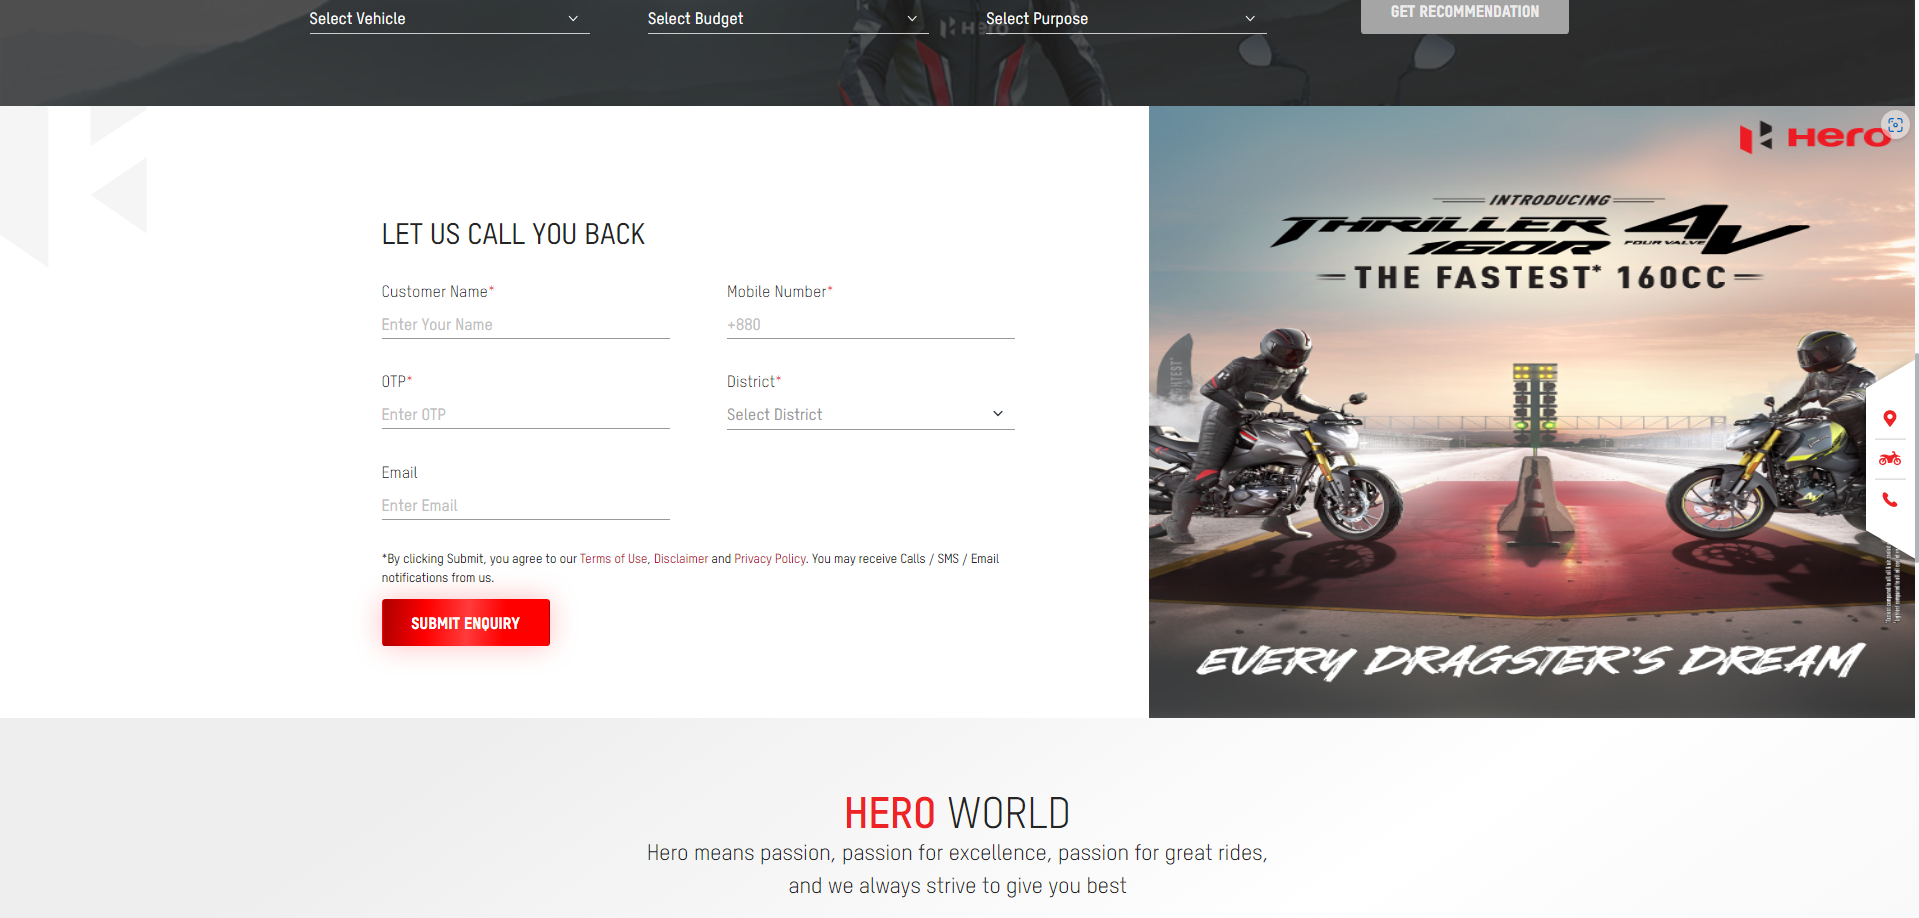 Select Vehicle
Select Budget
Select Purpose
GET RECOMMENDATION
Hero
LET US CALL YOU BACK
Customer Name*
Enter Your Name
Mobile Number*
+880
OTP*
Enter OTP
District*
Select District
Email
Enter Email
*By clicking Submit, you agree to our Terms of Use, Disclaimer and Privacy Policy. You may receive Calls / SMS / Email
notifications from us.
SUBMIT ENQUIRY
Hero
INTRODUCING
THRILLER 4V
160R FOUR VALVE
THE FASTEST* 160CC
EVERY DRAGSTER'S DREAM
HERO WORLD
Hero means passion, passion for excellence, passion for great rides,
and we always strive to give you best